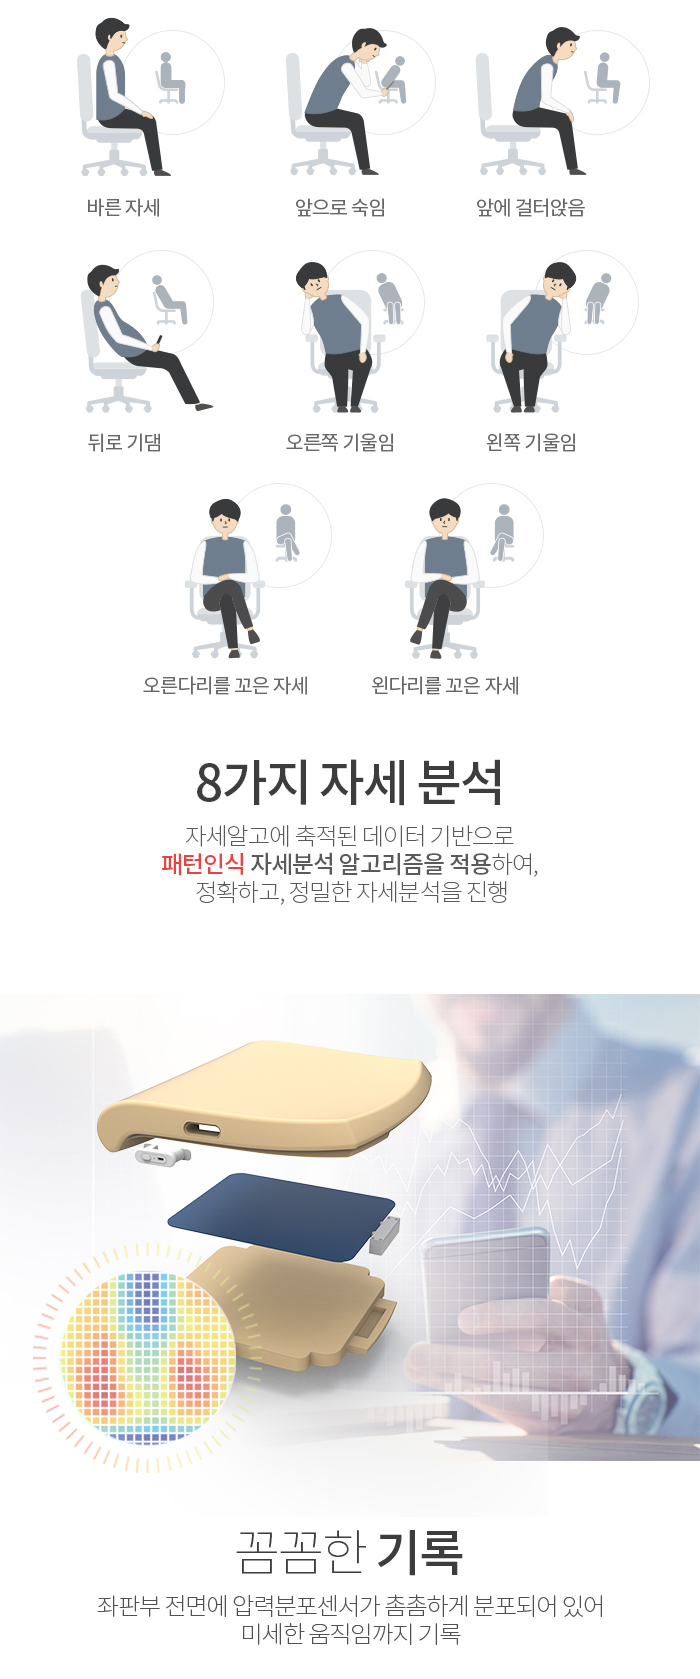 바른 자세
앞으로 숙임
앞에 걸터앉음
뒤로 기댐
오른쪽 기울임
왼쪽 기울임
오른다리를 꼬은 자세
왼다리를 꼬은 자세
8가지 자세 분석
자세알고에 축적된 데이터 기반으로
패턴인식 자세분석 알고리즘을 적용하여,
정확하고, 정밀한 자세분석을 진행
꼼꼼한 기록
좌판부 전면에 압력분포센서가 촘촘하게 분포되어 있어
미세한 움직임까지 기록